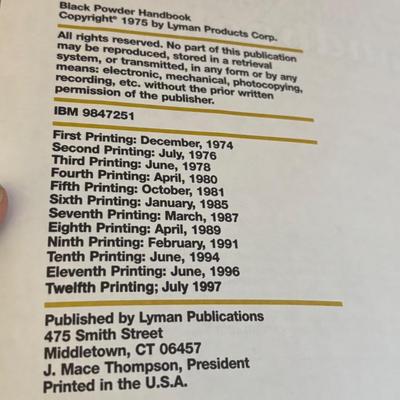 Black Powder Handbook
Copyright® 1975 by Lyman Products Corp.
All rights reserved. No part of this publication
may be reproduced, stored in a retrieval
system, or transmitted, in any form or by any
means: electronic, mechanical, photocopying,
recording, etc. without the prior written
permission of the publisher.
IBM 9847251
First Printing: December, 1974
Second Printing: July, 1976
Third Printing: June, 1978
Fourth Printing: April, 1980
Fifth Printing: October, 1981
Sixth Printing: January, 1985
Seventh Printing: March, 1987
Eighth Printing: April, 1989
Ninth Printing: February, 1991
Tenth Printing: June, 1994
Eleventh Printing: June, 1996
Twelfth Printing; July 1997
Published by Lyman Publications
475 Smith Street
Middletown, CT 06457
J. Mace Thompson, President
Printed in the U.S.A.